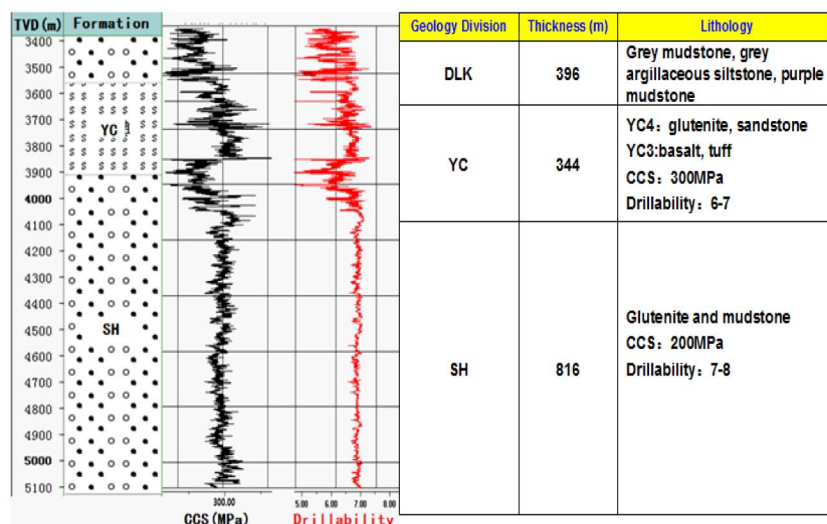 TVD(m) Formation
3400
3500
3600
3700
3800
3900
4000
4100
4200
4300
4400
4500
4600
4700
4800
4900
5000
5100
YC
SH
300.00
CCS(MPa)
5.00 6.00 7.00 8.00
Drillability
Geology Division Thickness (m) Lithology
DLK 396 Grey mudstone, grey
argillaceous siltstone, purple
mudstone
YC 344 YC4: glutenite, sandstone
YC3:basalt, tuff
CCS: 300MPa
Drillability: 6-7
SH 816 Glutenite and mudstone
CCS: 200MPa
Drillability: 7-8